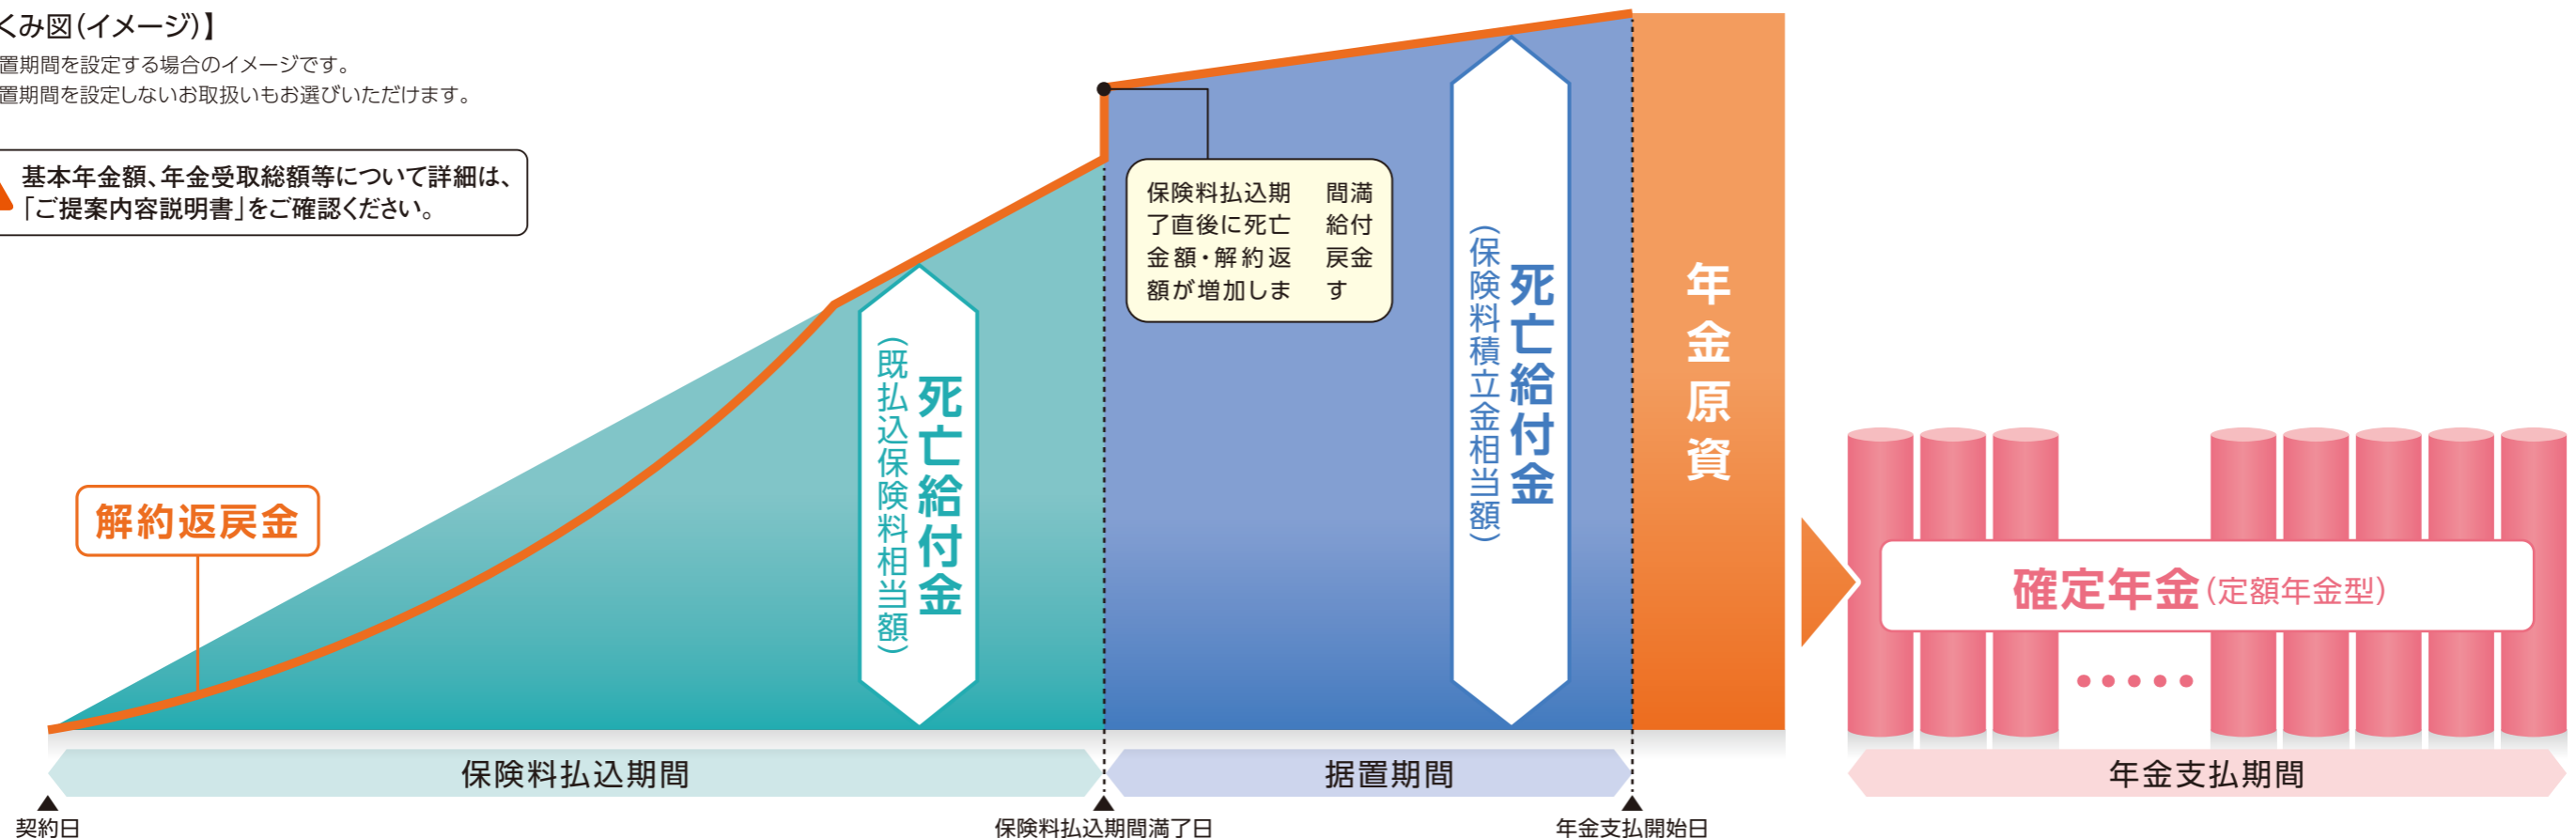 くみ図(イメージ)】
置期間を設定する場合のイメージです。
置期間を設定しないお取扱いもお選びいただけます。
基本年金額、年金受取総額等について詳細は、
「ご提案内容説明書」をご確認ください。
解約返戻金
死亡給付金
(既払込保険料相当額)
保険料払込期 間満
了直後に死亡 給付
金額・解約返 戻金
額が増加しま す
死亡給付金
(保険料積立金相当額)
年金原資
確定年金(定額年金型)
保険料払込期間
据置期間
年金支払期間
契約日
保険料払込期間満了日
年金支払開始日